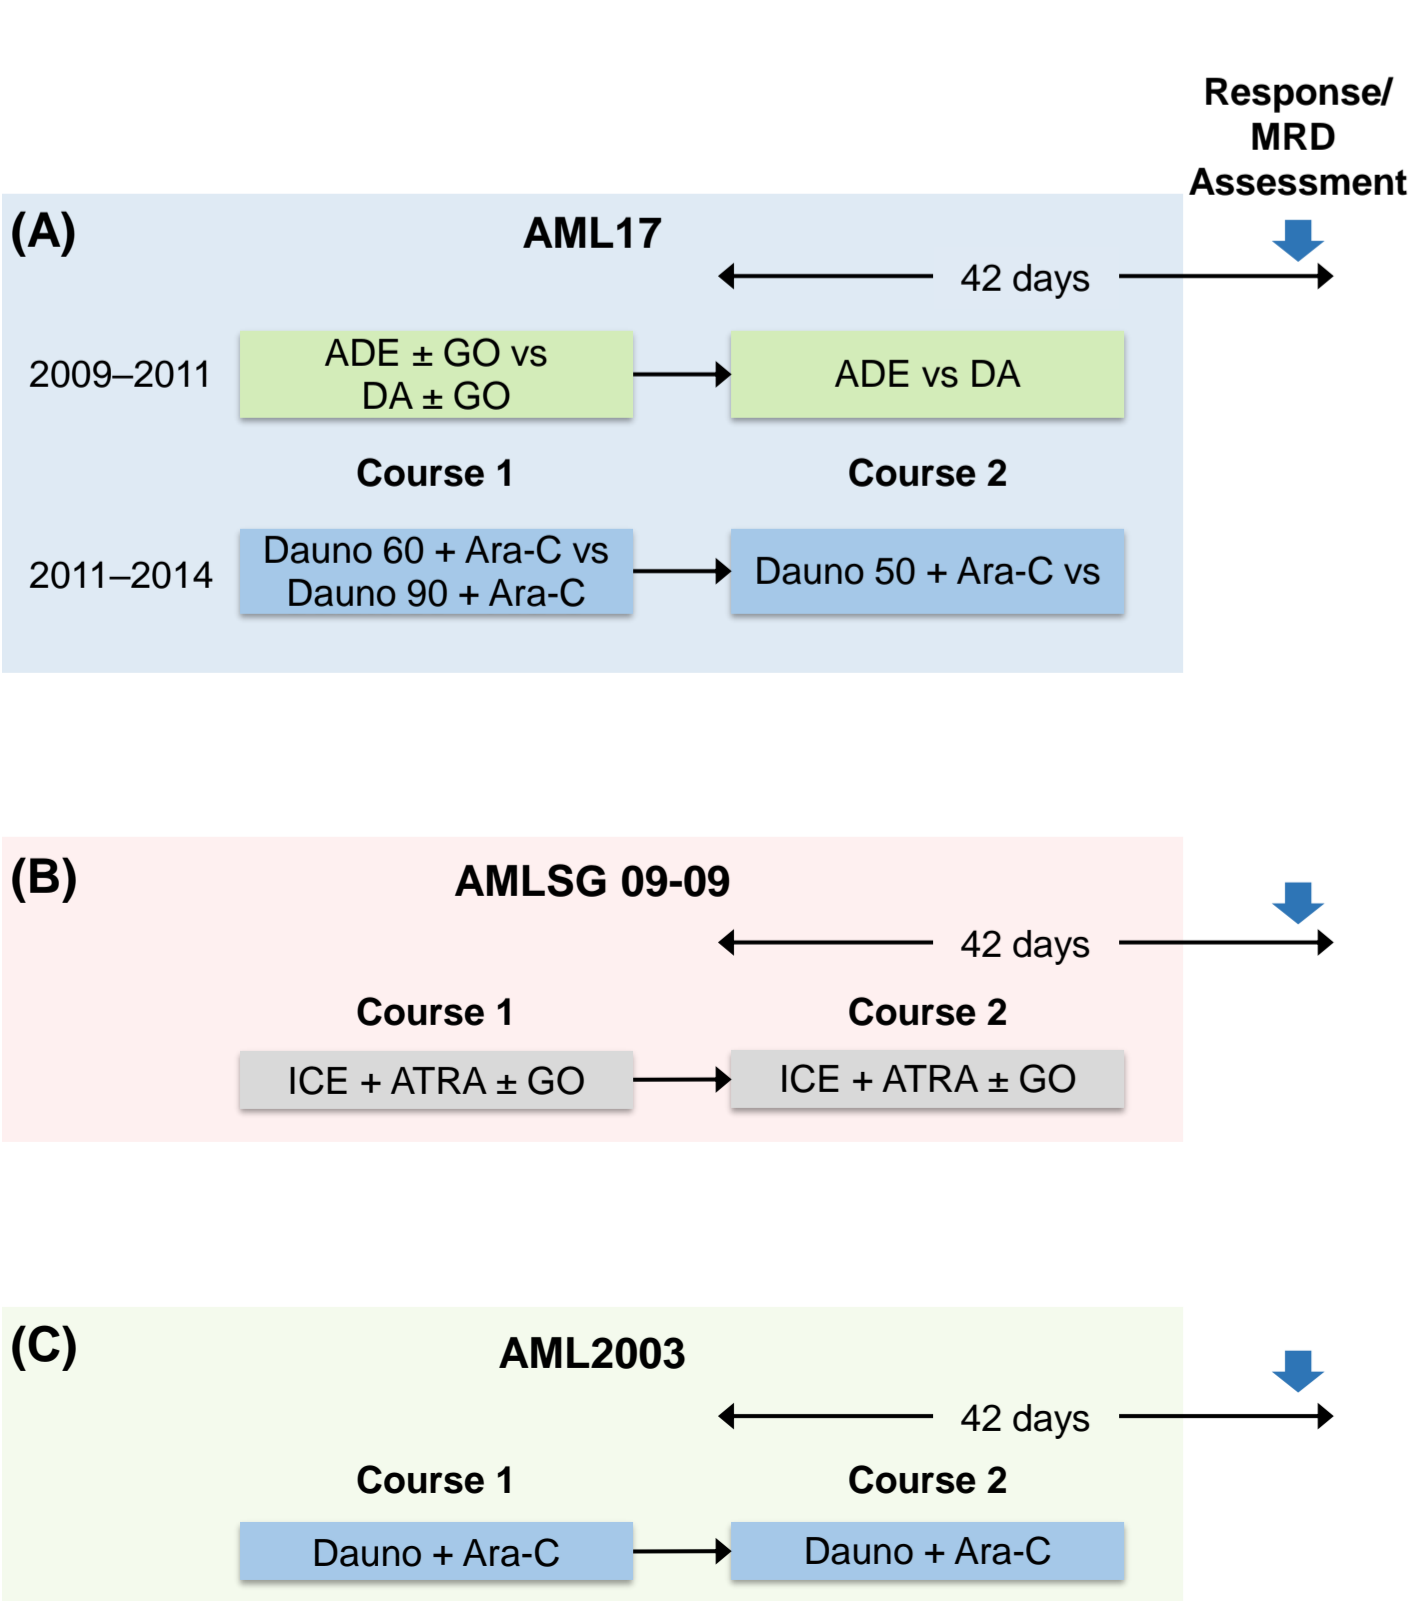 Response/
MRD
Assessment
(A)
AML17
42 days
2009–2011
ADE ± GO vs
DA ± GO
ADE vs DA
Course 1
Course 2
2011–2014
Dauno 60 + Ara-C vs
Dauno 90 + Ara-C
Dauno 50 + Ara-C vs
(B)
AMLSG 09-09
42 days
Course 1
Course 2
ICE + ATRA ± GO
ICE + ATRA ± GO
(C)
AML2003
42 days
Course 1
Course 2
Dauno + Ara-C
Dauno + Ara-C